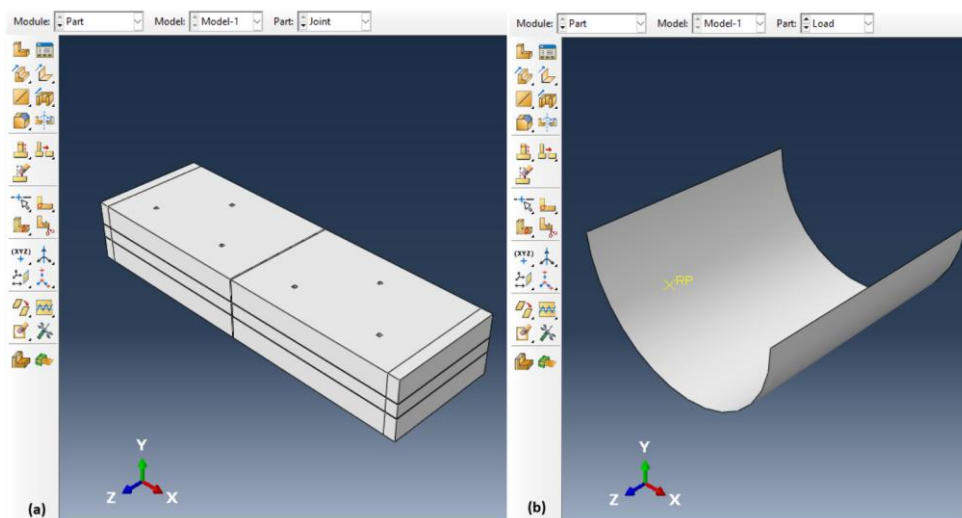 Module: Part Model: Model-1 Part: Joint
(XYZ)
Y
Z X
(a)
Module: Part Model: Model-1 Part: Load
(XYZ)
RP
Y
Z X
(b)